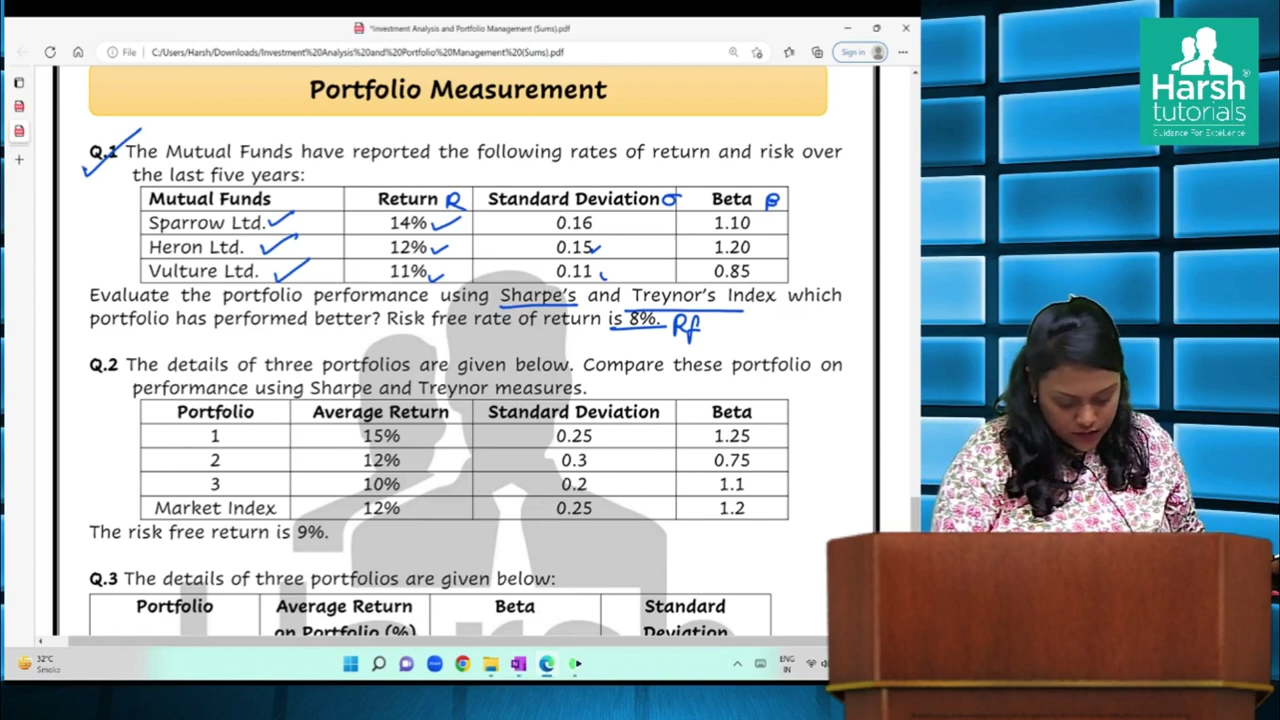 *Investment Analysis and Portfolio Management (Sums).pdf
File
C:/Users/Harsh/Downloads/Investment%20Analysis%20and%20Portfolio%20Management%20(Sums).pdf
Sign in
Harsh
tutorials
Guidance For Excellence
Portfolio Measurement
Q.1 The Mutual Funds have reported the following rates of return and risk over
the last five years:
Mutual Funds Return R Standard Deviation σ Beta β
Sparrow Ltd. 14% 0.16 1.10
Heron Ltd. 12% 0.15 1.20
Vulture Ltd. 11% 0.11 0.85
Evaluate the portfolio performance using Sharpe's and Treynor's Index which
portfolio has performed better? Risk free rate of return is 8%. Rf
Q.2 The details of three portfolios are given below. Compare these portfolio on
performance using Sharpe and Treynor measures.
Portfolio Average Return Standard Deviation Beta
1 15% 0.25 1.25
2 12% 0.3 0.75
3 10% 0.2 1.1
Market Index 12% 0.25 1.2
The risk free return is 9%.
Q.3 The details of three portfolios are given below:
Portfolio Average Return Beta Standard
on Portfolio (%) Deviation
Harsh
32°C
Smoke
ENG
IN